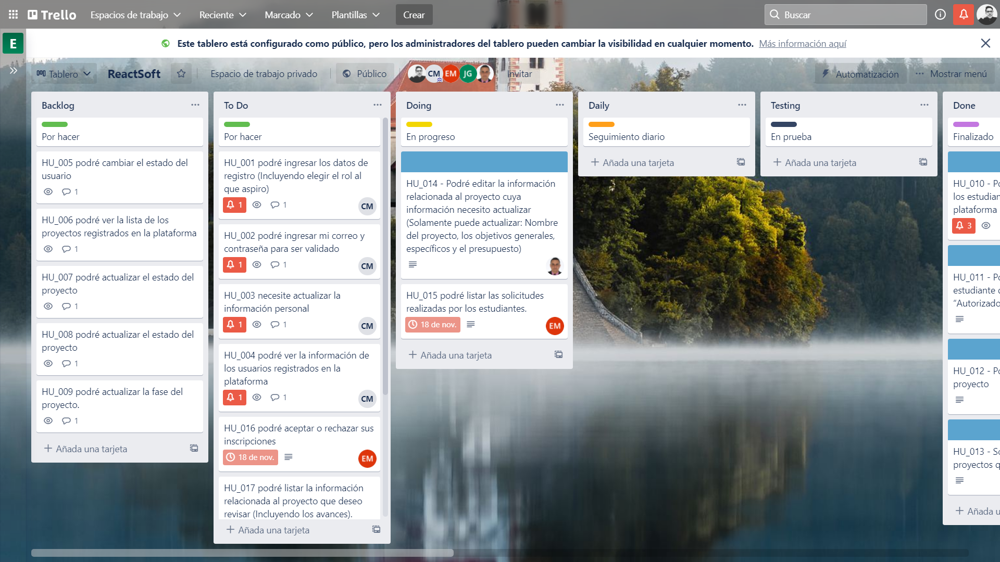 Trello
Espacios de trabajo
Reciente
Marcado
Plantillas
Crear
Buscar
E
Este tablero está configurado como público, pero los administradores del tablero pueden cambiar la visibilidad en cualquier momento. Más información aquí
Tablero
ReactSoft
Espacio de trabajo privado
Público
CM
EM
JG
Invitar
Automatización
Mostrar menú
Backlog
Por hacer
HU_005 podré cambiar el estado del
usuario
1
HU_006 podré ver la lista de los
proyectos registrados en la plataforma
1
HU_007 podré actualizar el estado del
proyecto
1
HU_008 podré actualizar el estado del
proyecto
1
HU_009 podré actualizar la fase del
proyecto.
1
Añada una tarjeta
To Do
Por hacer
HU_001 podré ingresar los datos de
registro (Incluyendo elegir el rol al
que aspiro)
1 1 CM
HU_002 podré ingresar mi correo y
contraseña para ser validado
1 1 CM
HU_003 necesite actualizar la
información personal
1 1 CM
HU_004 podré ver la información de
los usuarios registrados en la
plataforma
1 1 CM
HU_016 podré aceptar o rechazar sus
inscripciones
18 de nov. EM
HU_017 podré listar la información
relacionada al proyecto que deseo
revisar (Incluyendo los avances).
Añada una tarjeta
Doing
En progreso
HU_014 - Podré editar la información
relacionada al proyecto cuya
información necesito actualizar
(Solamente puede actualizar: Nombre
del proyecto, los objetivos generales,
específicos y el presupuesto)
HU_015 podré listar las solicitudes
realizadas por los estudiantes.
18 de nov. EM
Añada una tarjeta
Daily
Seguimiento diario
Añada una tarjeta
Testing
En prueba
Añada una tarjeta
Done
Finalizado
HU_010 - Po
los estudian
plataforma
3
HU_011 - Po
estudiante
“Autorizado
HU_012 - Po
proyecto
HU_013 - So
proyectos q
Añada u